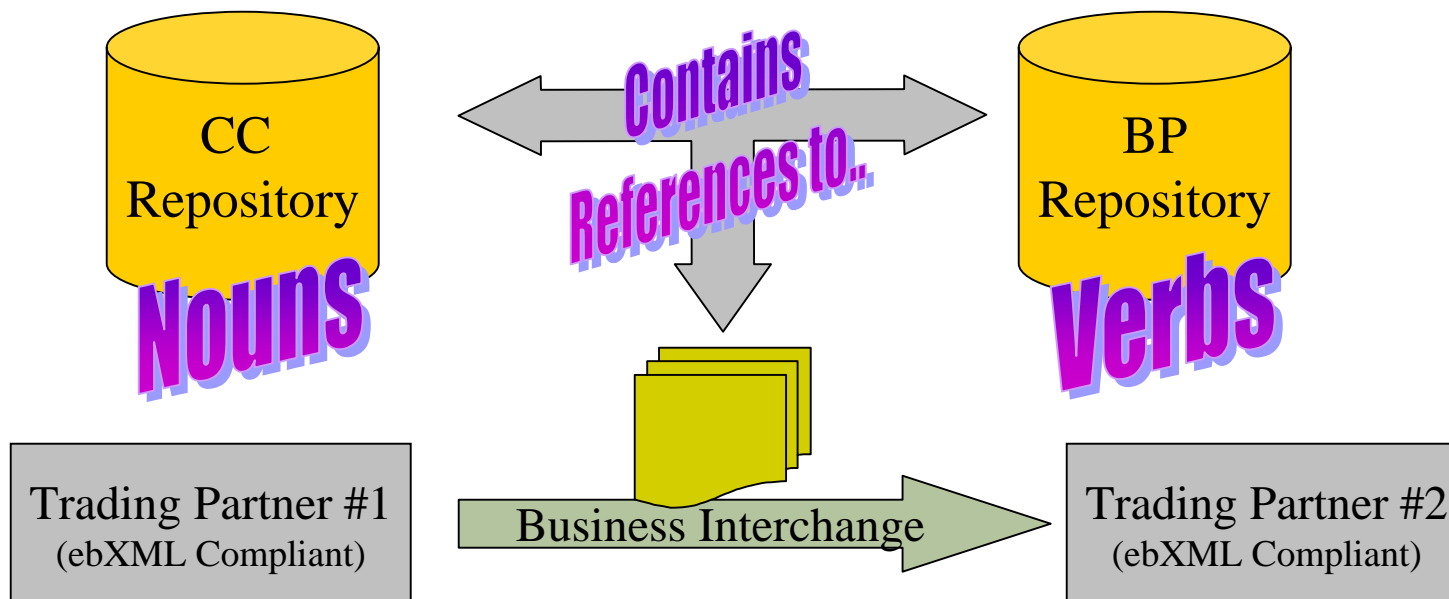 CC
Repository
Nouns
Contains
References to..
BP
Repository
Verbs
Trading Partner #1
(ebXML Compliant)
Business Interchange
Trading Partner #2
(ebXML Compliant)